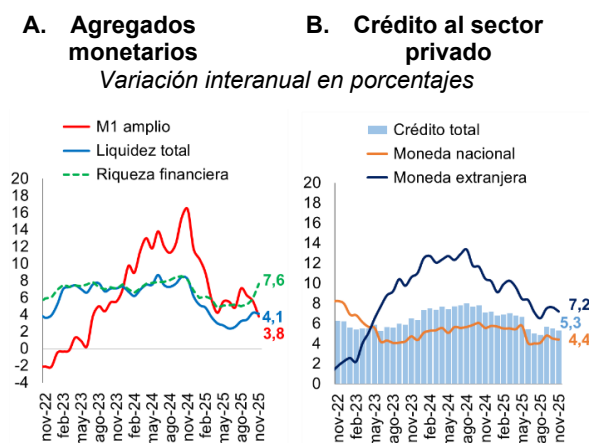 A. Agregados monetarios
B. Crédito al sector privado
Variación interanual en porcentajes
M1 amplio
Liquidez total
Riqueza financiera
20
18
16
14
12
10
8
6
4
2
0
-2
-4
7,6
4,1
3,8
nov-22
feb-23
may-23
ago-23
nov-23
feb-24
may-24
ago-24
nov-24
feb-25
may-25
ago-25
nov-25
Crédito total
Moneda nacional
Moneda extranjera
20
18
16
14
12
10
8
6
4
2
0
7,2
5,3
4,4
nov-22
feb-23
may-23
ago-23
nov-23
feb-24
may-24
ago-24
nov-24
feb-25
may-25
ago-25
nov-25